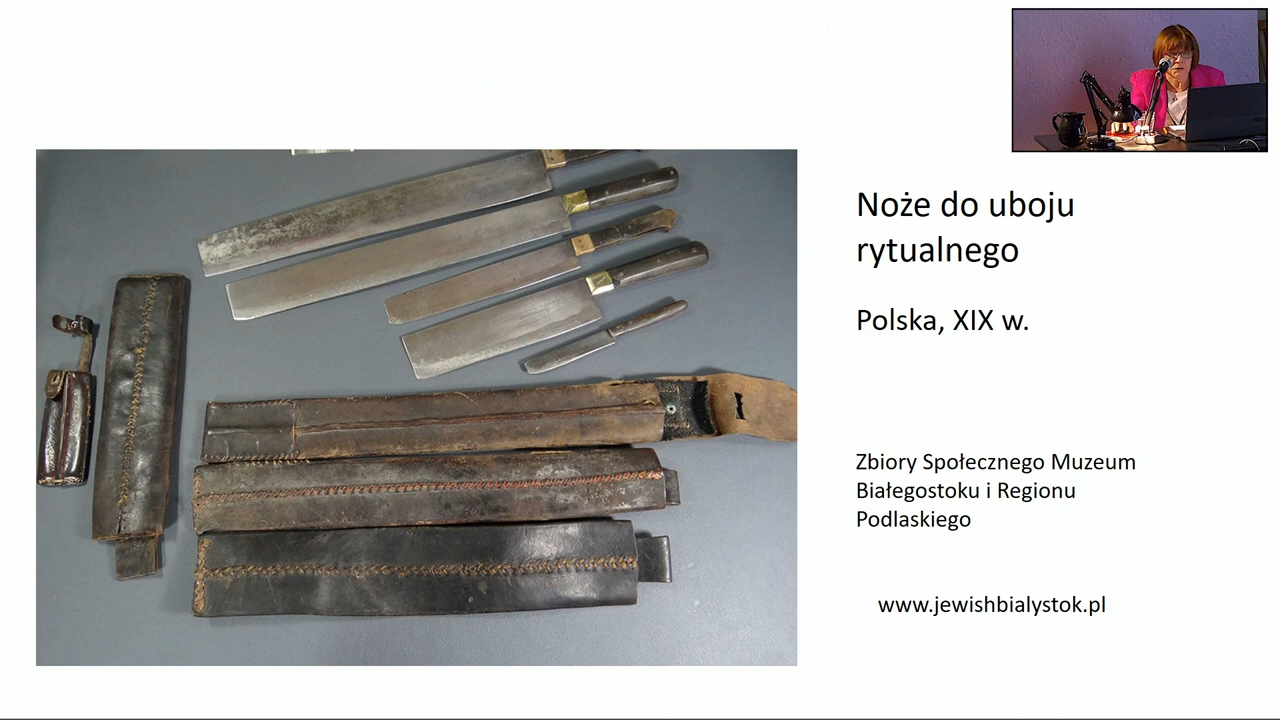 Noże do uboju
rytualnego
Polska, XIX w.
Zbiory Społecznego Muzeum
Białegostoku i Regionu
Podlaskiego
www.jewishbialystok.pl